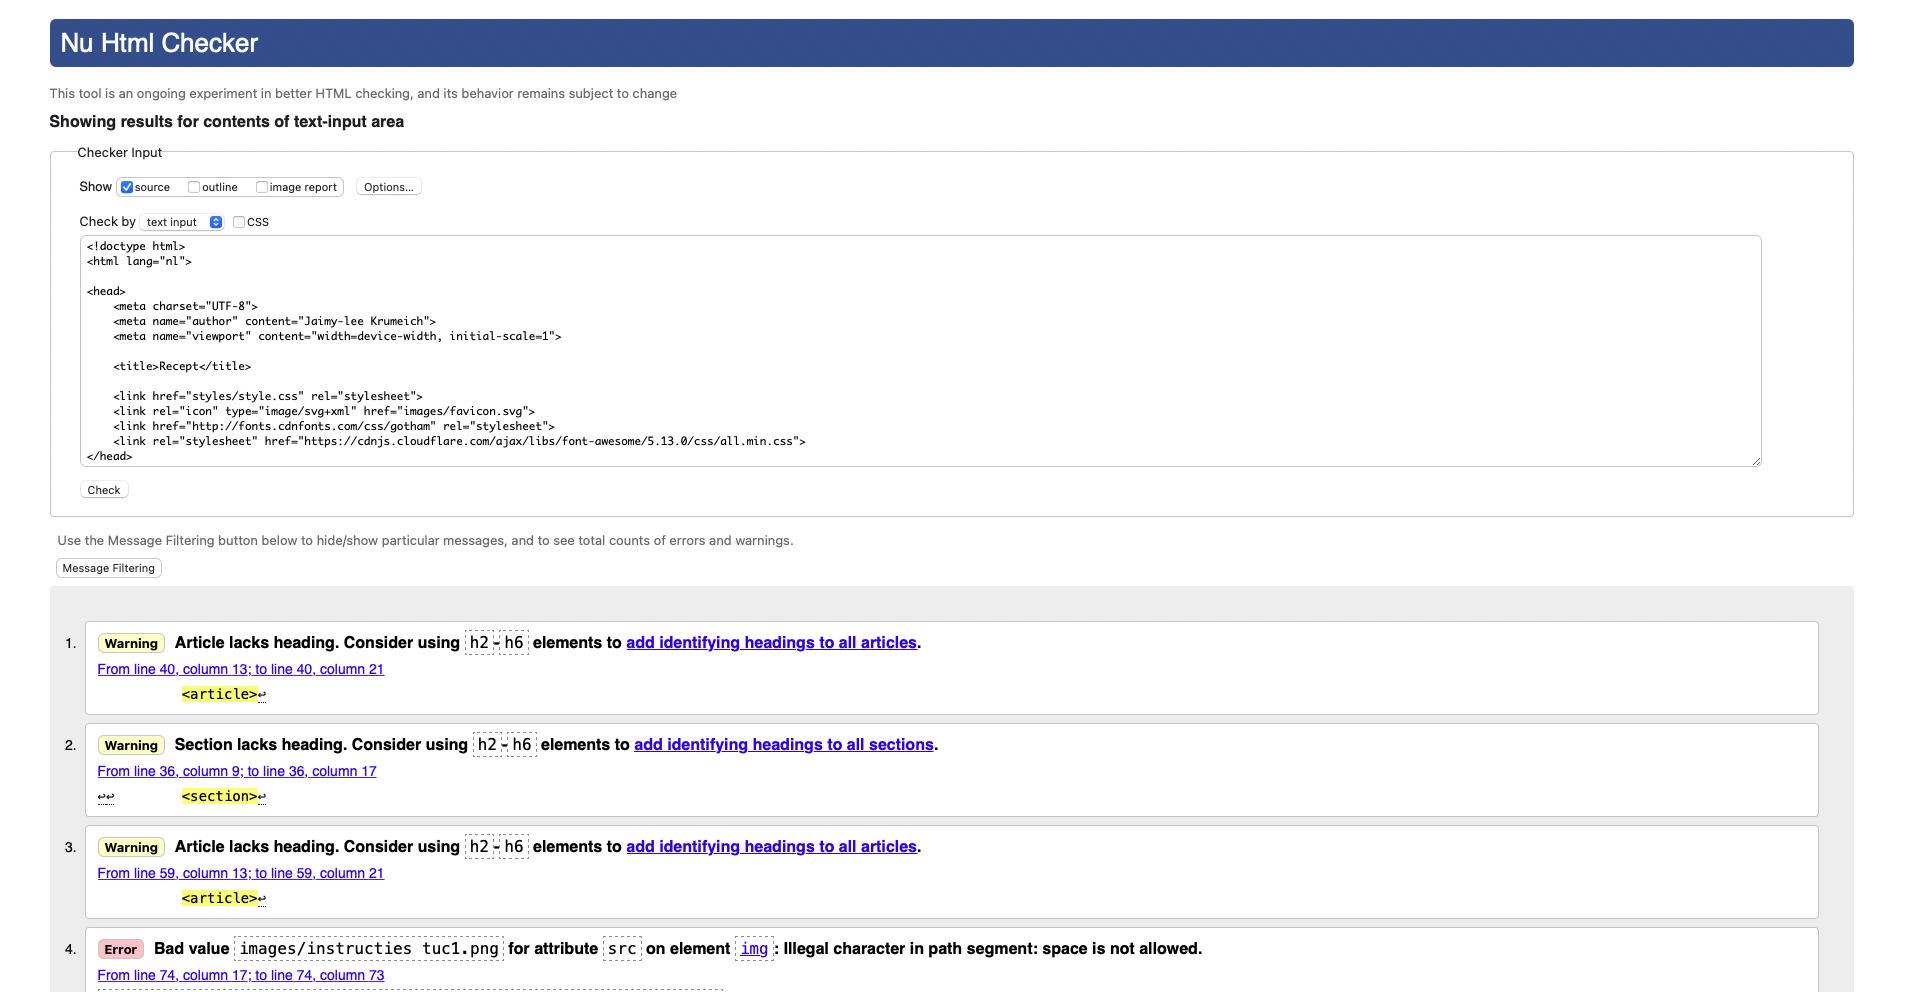 Nu Html Checker
This tool is an ongoing experiment in better HTML checking, and its behavior remains subject to change
Showing results for contents of text-input area
Checker Input
Show source outline image report Options...
Check by text input CSS
<!doctype html>
<html lang="nl">
<head>
<meta charset="UTF-8">
<meta name="author" content="Jaimy-lee Krumeich">
<meta name="viewport" content="width=device-width, initial-scale=1">
<title>Recept</title>
<link href="styles/style.css" rel="stylesheet">
<link rel="icon" type="image/svg+xml" href="images/favicon.svg">
<link href="http://fonts.cdnfonts.com/css/gotham" rel="stylesheet">
<link rel="stylesheet" href="https://cdnjs.cloudflare.com/ajax/libs/font-awesome/5.13.0/css/all.min.css">
</head>
Check
Use the Message Filtering button below to hide/show particular messages, and to see total counts of errors and warnings.
Message Filtering
1. Warning Article lacks heading. Consider using h2-h6 elements to add identifying headings to all articles.
From line 40, column 13; to line 40, column 21
<article>↩
2. Warning Section lacks heading. Consider using h2-h6 elements to add identifying headings to all sections.
From line 36, column 9; to line 36, column 17
↩↩ <section>↩
3. Warning Article lacks heading. Consider using h2-h6 elements to add identifying headings to all articles.
From line 59, column 13; to line 59, column 21
<article>↩
4. Error Bad value images/instructies tuc1.png for attribute src on element img: Illegal character in path segment: space is not allowed.
From line 74, column 17; to line 74, column 73